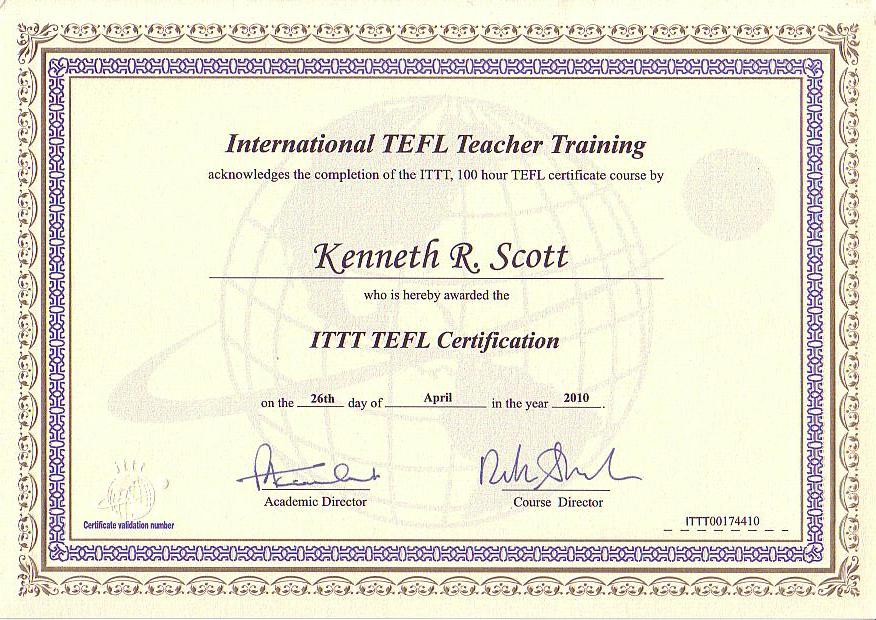 International TEFL Teacher Training
acknowledges the completion of the ITTT, 100 hour TEFL certificate course by
Kenneth R. Scott
who is hereby awarded the
ITTT TEFL Certification
on the 26th day of April in the year 2010.
Academic Director
Course Director
Certificate validation number
ITTT00174410